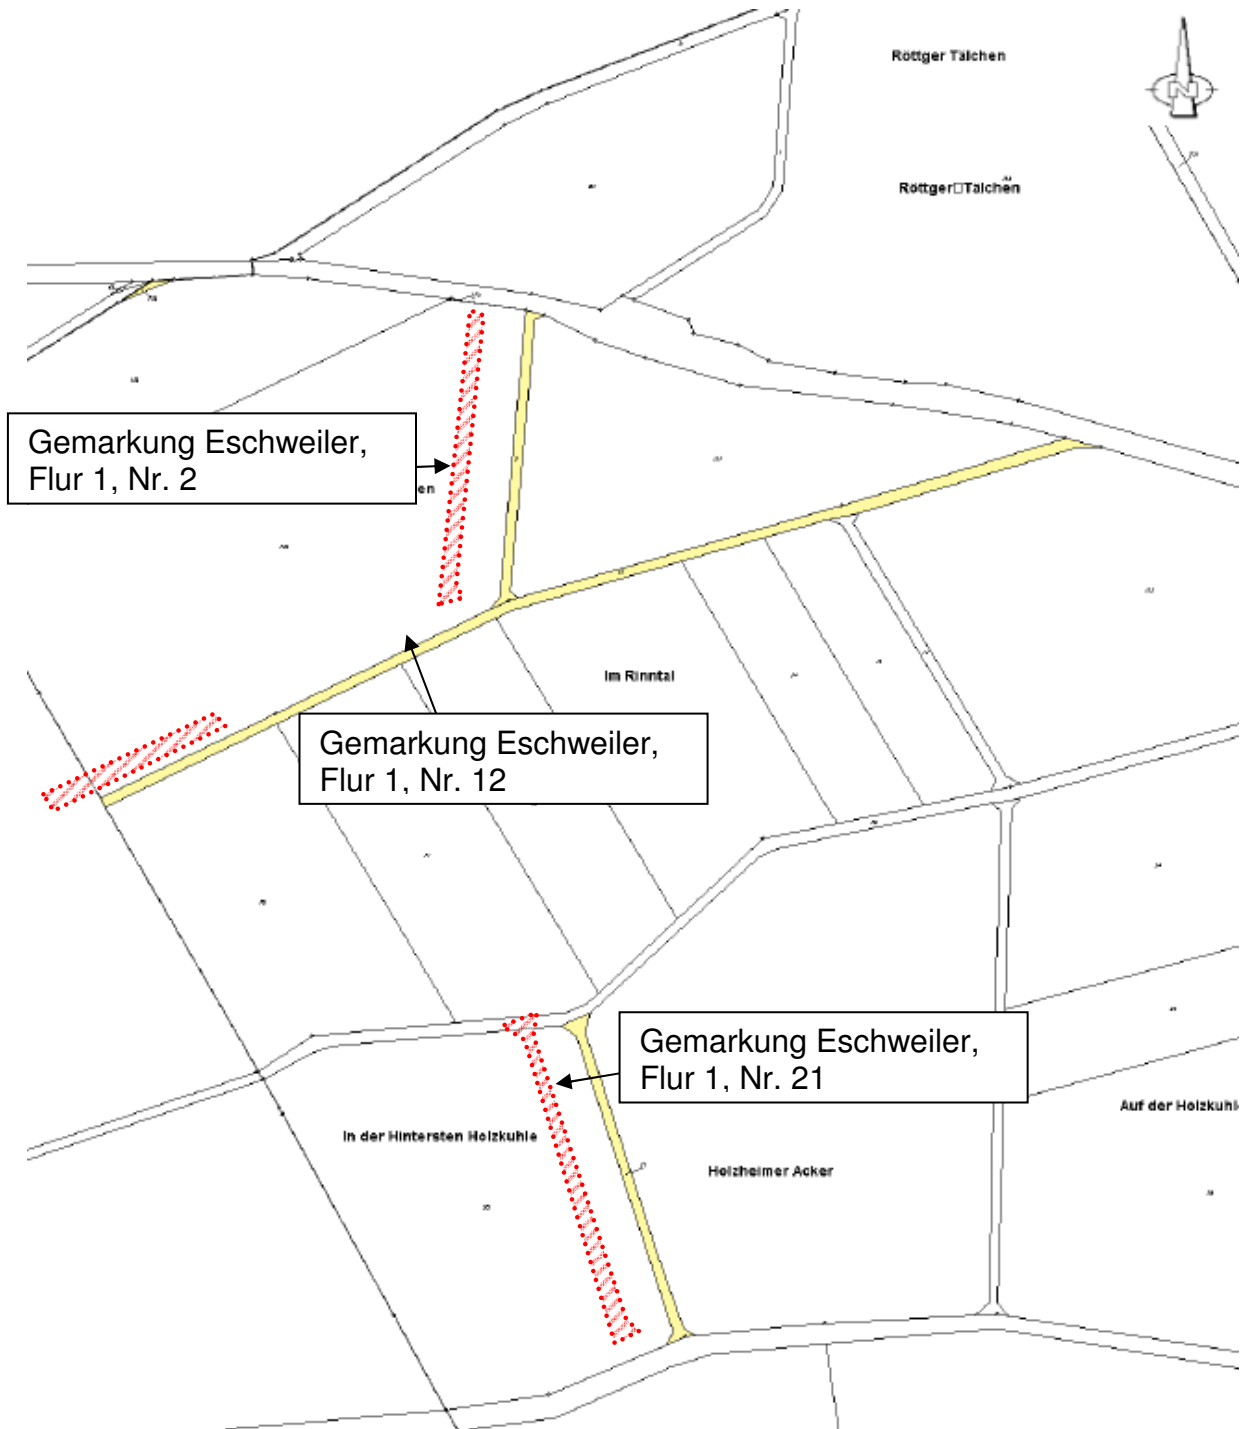 Röttger Tälchen
N
Röttger□Tälchen
Gemarkung Eschweiler,
Flur 1, Nr. 2
en
Im Rinntal
Gemarkung Eschweiler,
Flur 1, Nr. 12
Gemarkung Eschweiler,
Flur 1, Nr. 21
Auf der Holzkuhl
In der Hintersten Holzkuhle
Holzheimer Acker